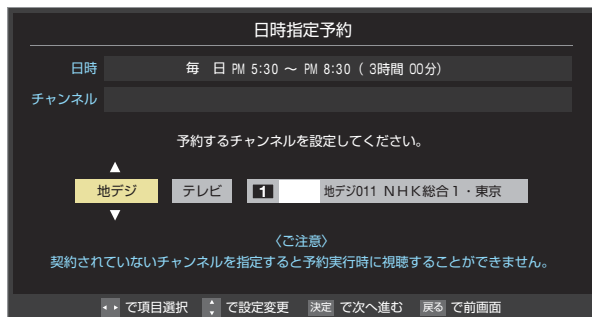 日時指定予約
日時 毎 日 PM 5:30 ～ PM 8:30 ( 3時間 00分)
チャンネル
予約するチャンネルを設定してください。
地デジ テレビ 1 地デジ011 ＮＨＫ総合１・東京
〈ご注意〉
契約されていないチャンネルを指定すると予約実行時に視聴することができません。
で項目選択 で設定変更 決定 で次へ進む 戻る で前画面